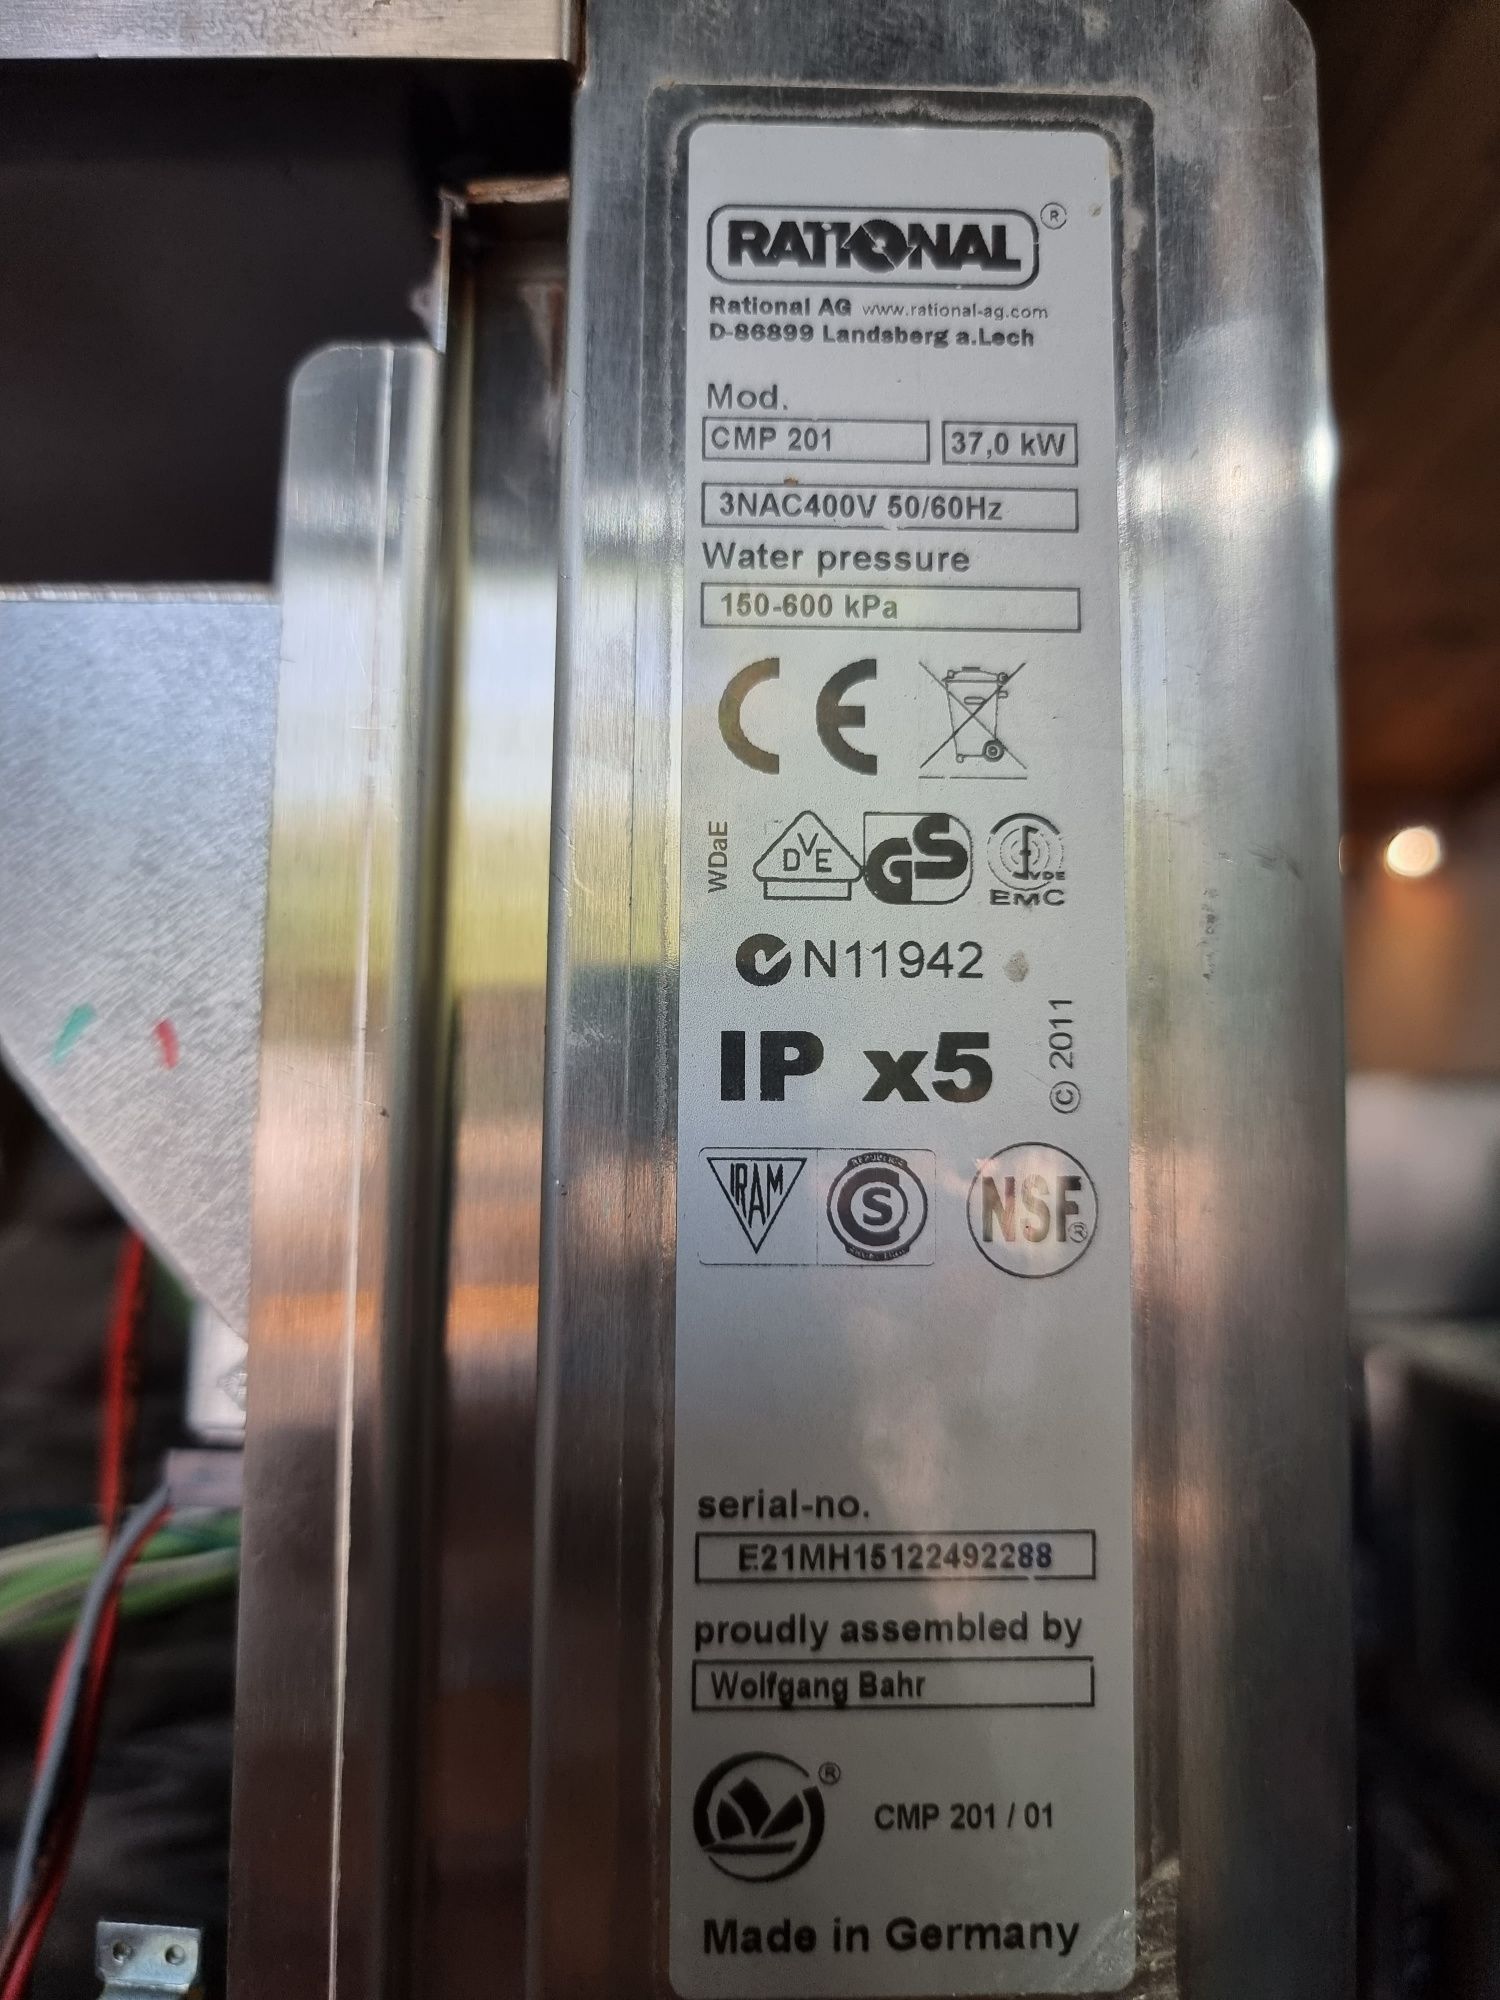 RATIONAL ®
Rational AG www.rational-ag.com
D-86899 Landsberg a.Lech
Mod.
CMP 201 37,0 kW
3NAC400V 50/60Hz
Water pressure
150-600 kPa
CE
WDaE DVE GS VDE
EMC
N11942
IP x5 © 2011
IRAM S NSF®
serial-no.
E21MH15122492288
proudly assembled by
Wolfgang Bahr
® CMP 201 / 01
Made in Germany